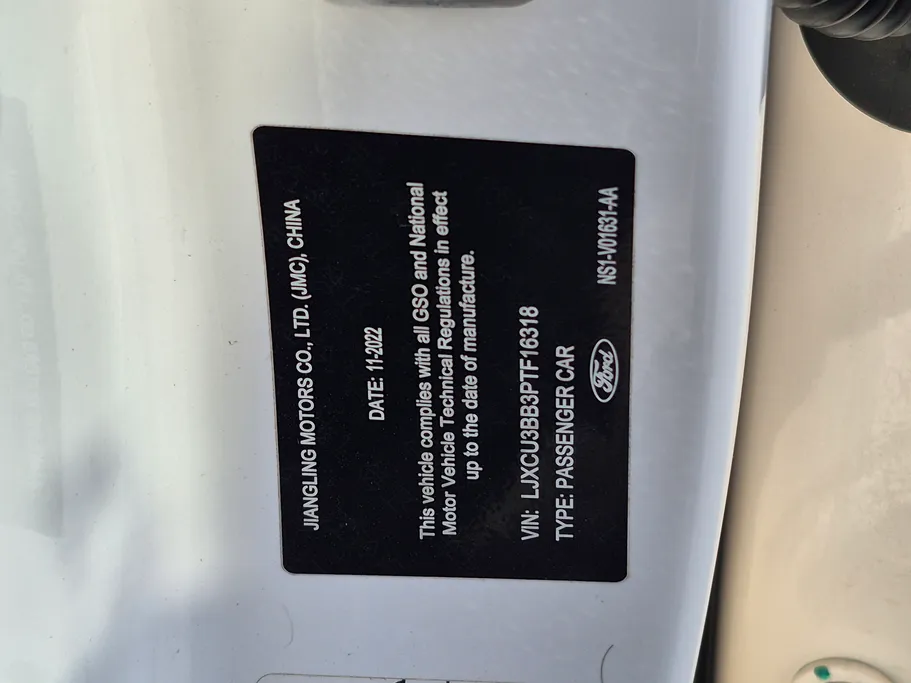 JIANGLING MOTORS CO., LTD. (JMC), CHINA
DATE: 11-2022
This vehicle complies with all GSO and National
Motor Vehicle Technical Regulations in effect
up to the date of manufacture.
VIN: LJXCU3BB3PTF16318
TYPE: PASSENGER CAR
Ford
NS1-V01631-AA